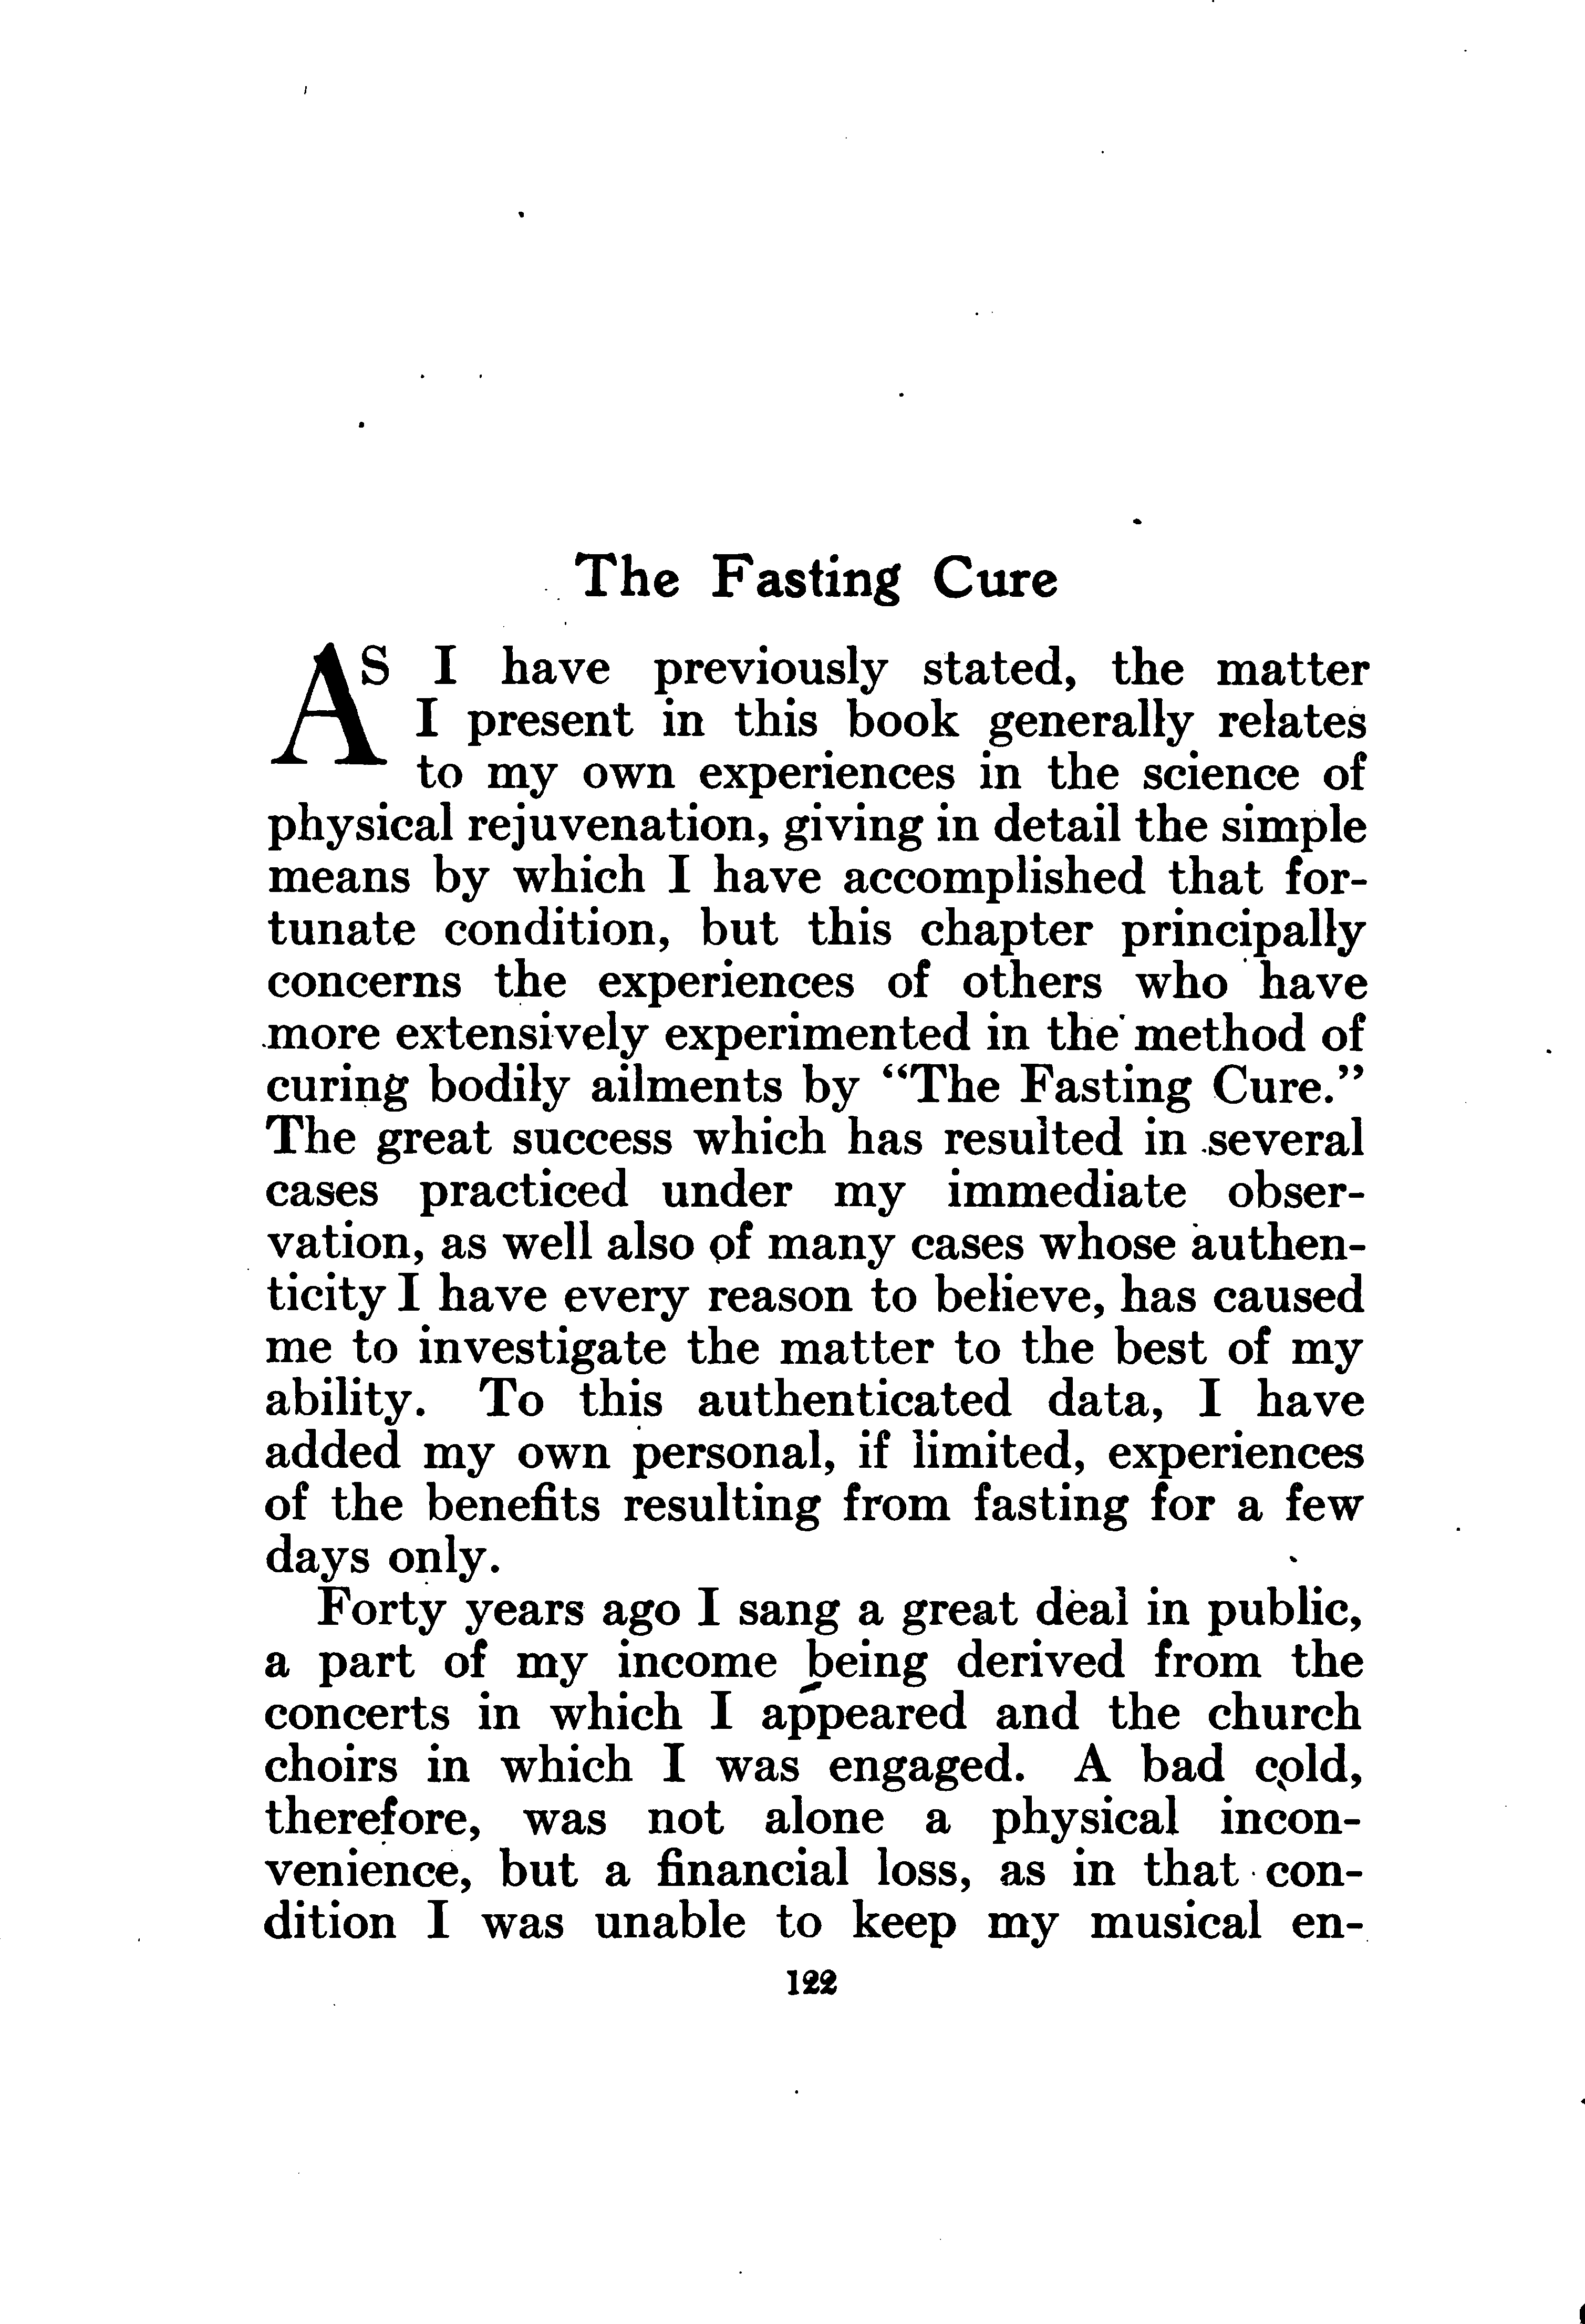 The Fasting Cure
AS I have previously stated, the matter
I present in this book generally relates
to my own experiences in the science of
physical rejuvenation, giving in detail the simple
means by which I have accomplished that for-
tunate condition, but this chapter principally
concerns the experiences of others who have
more extensively experimented in the method of
curing bodily ailments by “The Fasting Cure.”
The great success which has resulted in several
cases practiced under my immediate obser-
vation, as well also of many cases whose authen-
ticity I have every reason to believe, has caused
me to investigate the matter to the best of my
ability. To this authenticated data, I have
added my own personal, if limited, experiences
of the benefits resulting from fasting for a few
days only.
Forty years ago I sang a great deal in public,
a part of my income being derived from the
concerts in which I appeared and the church
choirs in which I was engaged. A bad cold,
therefore, was not alone a physical incon-
venience, but a financial loss, as in that con-
dition I was unable to keep my musical en-
122